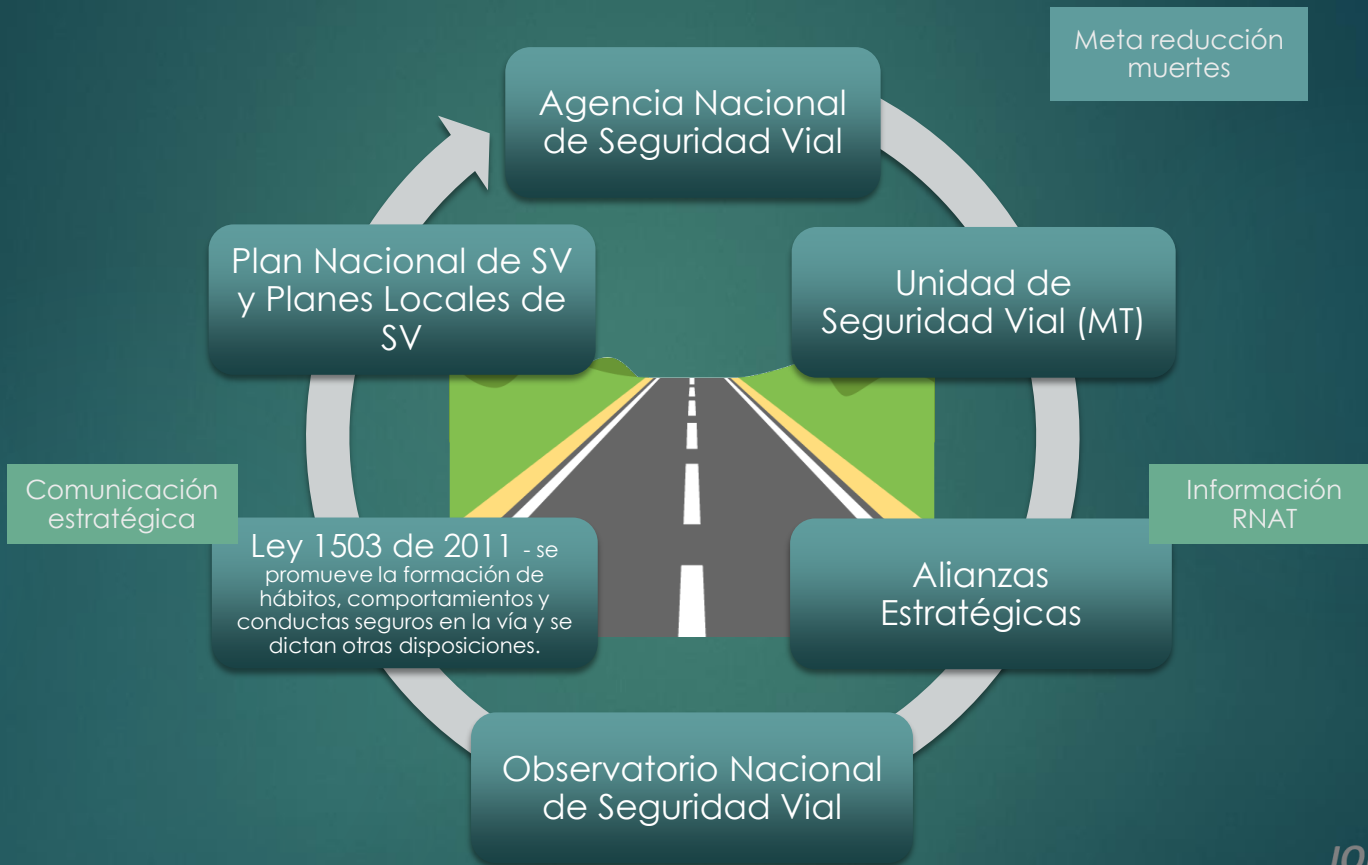 Meta reducción
muertes
Agencia Nacional
de Seguridad Vial
Plan Nacional de SV
y Planes Locales de
SV
Unidad de
Seguridad Vial (MT)
Comunicación
estratégica
Información
RNAT
Ley 1503 de 2011 - se
promueve la formación de
hábitos, comportamientos y
conductas seguros en la vía y se
dictan otras disposiciones.
Alianzas
Estratégicas
Observatorio Nacional
de Seguridad Vial
10